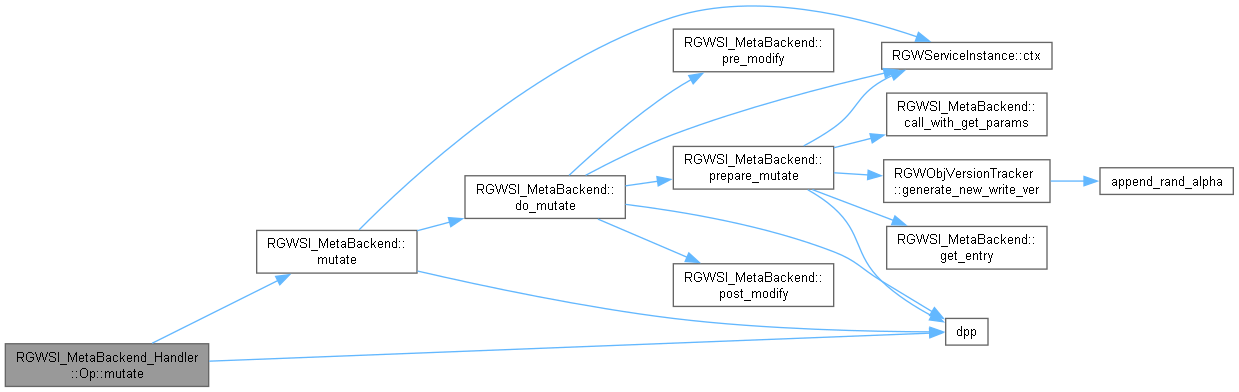 RGWSI_MetaBackend_Handler
::Op::mutate
RGWSI_MetaBackend::
mutate
RGWSI_MetaBackend::
do_mutate
RGWSI_MetaBackend::
pre_modify
RGWSI_MetaBackend::
prepare_mutate
RGWSI_MetaBackend::
post_modify
RGWServiceInstance::ctx
RGWSI_MetaBackend::
call_with_get_params
RGWObjVersionTracker
::generate_new_write_ver
RGWSI_MetaBackend::
get_entry
dpp
append_rand_alpha